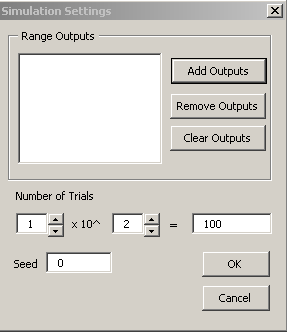 Simulation Settings
Range Outputs
Add Outputs
Remove Outputs
Clear Outputs
Number of Trials
1 x 10^ 2 = 100
Seed 0
OK
Cancel